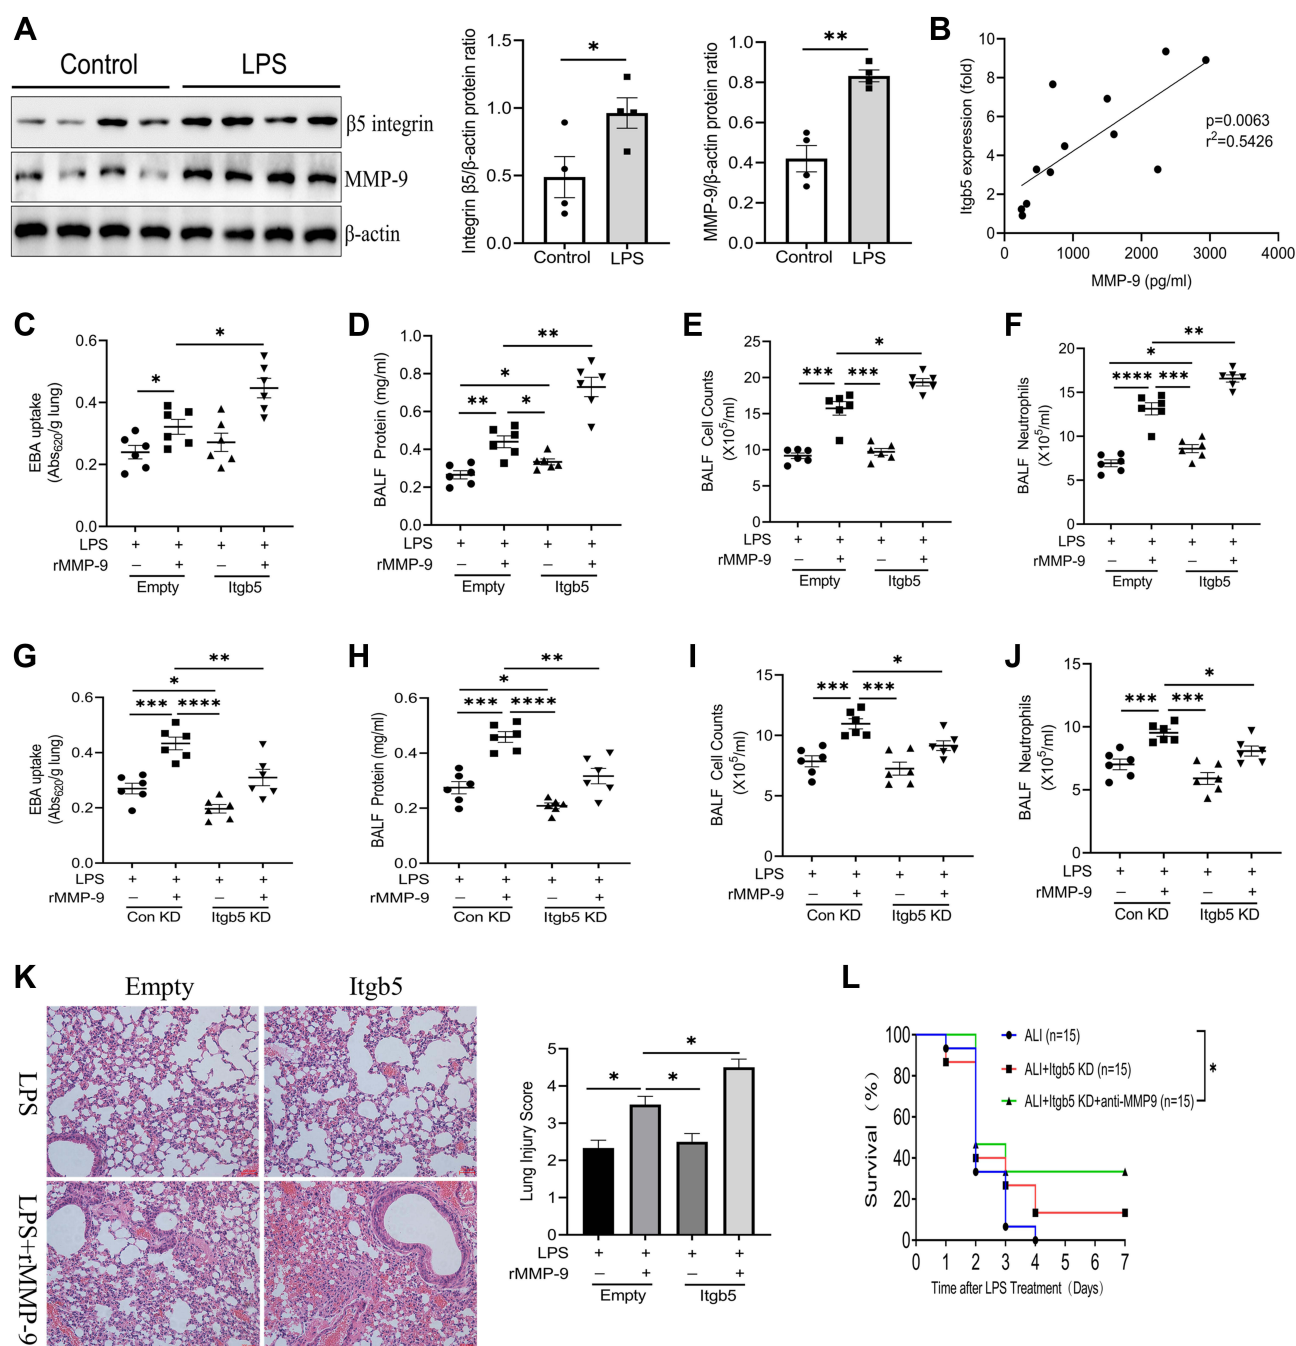 A
Control
LPS
β5 integrin
MMP-9
β-actin
Integrin β5/β-actin protein ratio
1.5
1.0
0.5
0.0
*
Control
LPS
MMP-9/β-actin protein ratio
1.0
0.8
0.6
0.4
0.2
0.0
**
Control
LPS
B
Itgb5 expression (fold)
10
8
6
4
2
0
p=0.0063
r²=0.5426
0 1000 2000 3000 4000
MMP-9 (pg/ml)
C
EBA uptake
(Abs620/g lung)
0.6
0.4
0.2
0.0
*
*
LPS + + + +
rMMP-9 – + – +
Empty Itgb5
D
BALF Protein (mg/ml)
1.0
0.8
0.6
0.4
0.2
0.0
**
*
** *
LPS + + + +
rMMP-9 – + – +
Empty Itgb5
E
BALF Cell Counts
(X10⁵/ml)
25
20
15
10
5
0
*
*** ***
LPS + + + +
rMMP-9 – + – +
Empty Itgb5
F
BALF Neutrophils
(X10⁵/ml)
20
15
10
5
0
**
*
**** ***
LPS + + + +
rMMP-9 – + – +
Empty Itgb5
G
EBA uptake
(Abs620/g lung)
0.6
0.4
0.2
0.0
**
*
*** ****
LPS + + + +
rMMP-9 – + – +
Con KD Itgb5 KD
H
BALF Protein (mg/ml)
0.6
0.4
0.2
0.0
**
*
*** ****
LPS + + + +
rMMP-9 – + – +
Con KD Itgb5 KD
I
BALF Cell Counts
(X10⁵/ml)
15
10
5
0
*
*** ***
LPS + + + +
rMMP-9 – + – +
Con KD Itgb5 KD
J
BALF Neutrophils
(X10⁵/ml)
15
10
5
0
*
*** ***
LPS + + + +
rMMP-9 – + – +
Con KD Itgb5 KD
K
Empty
Itgb5
LPS
LPS+rMMP-9
Lung Injury Score
5
4
3
2
1
0
*
* *
LPS + + + +
rMMP-9 – + – +
Empty Itgb5
L
Survival (%)
100
80
60
40
20
0
ALI (n=15)
ALI+Itgb5 KD (n=15)
ALI+Itgb5 KD+anti-MMP9 (n=15)
*
0 1 2 3 4 5 6 7
Time after LPS Treatment (Days)